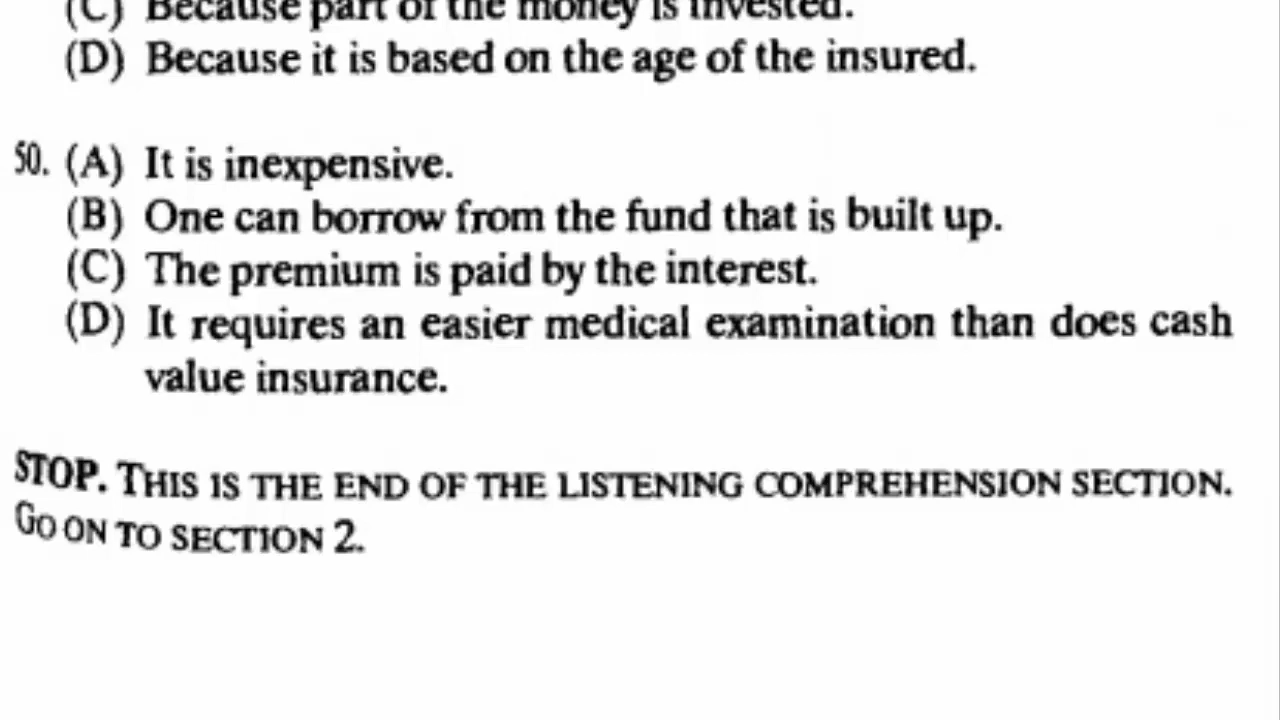 (C) Because part of the money is invested.
(D) Because it is based on the age of the insured.
50. (A) It is inexpensive.
(B) One can borrow from the fund that is built up.
(C) The premium is paid by the interest.
(D) It requires an easier medical examination than does cash
value insurance.
STOP. THIS IS THE END OF THE LISTENING COMPREHENSION SECTION.
GO ON TO SECTION 2.